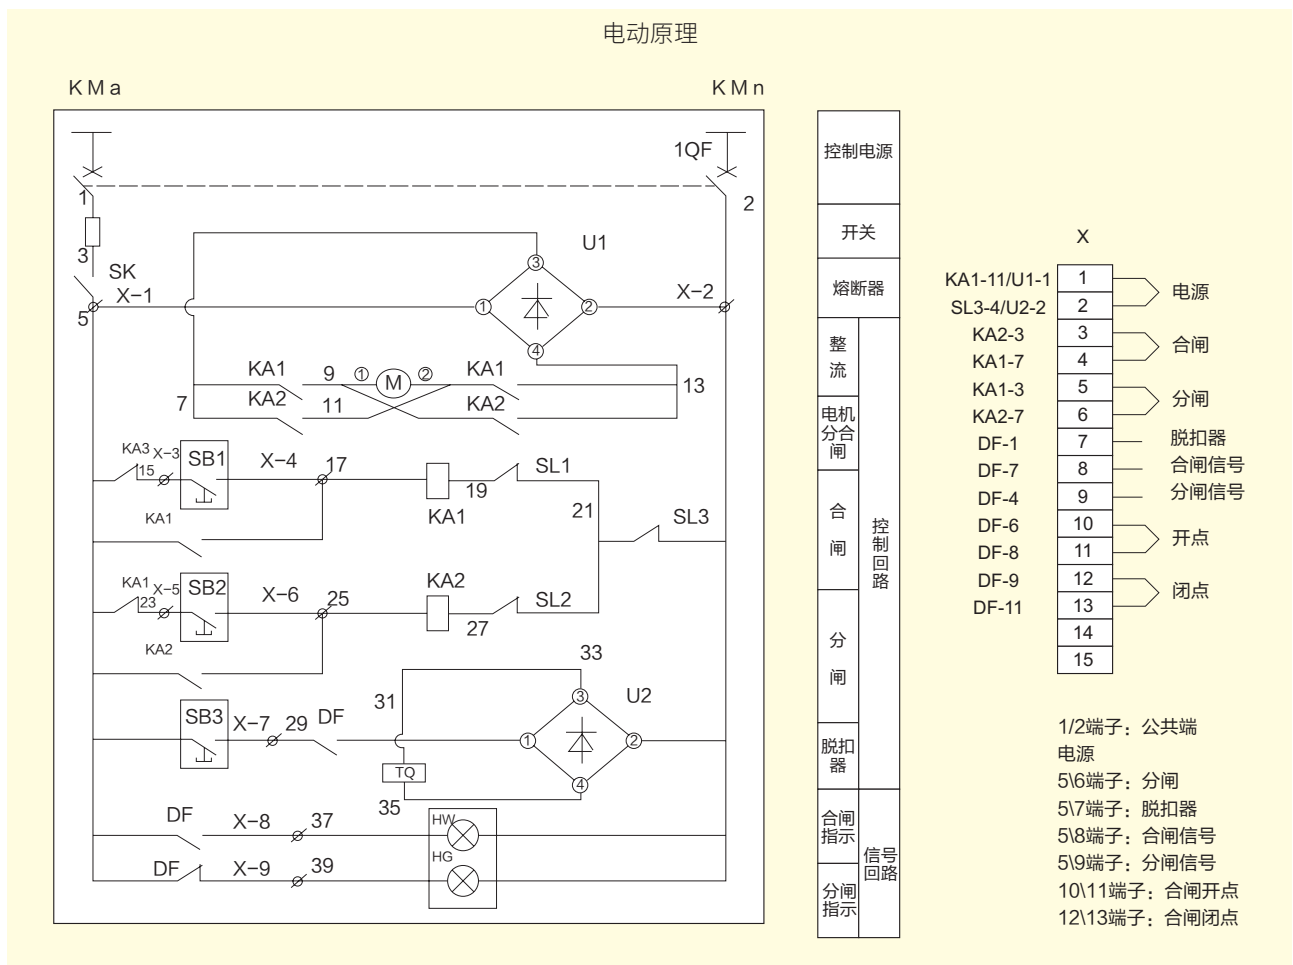 电动原理
KMa
KMn
1QF
1
2
3
SK
X-1
5
U1
X-2
3
1
2
4
KA1
9
①
M
②
KA1
13
7
KA2
11
KA2
KA3
X-3
15
SB1
X-4
17
KA1
19
SL1
21
SL3
KA1
KA1
X-5
23
SB2
X-6
25
KA2
27
SL2
KA2
33
31
U2
3
1
2
4
SB3
X-7
29
DF
TQ
35
DF
X-8
37
HW
DF
X-9
39
HG
控制电源
开关
熔断器
整
流
电机
分合
闸
合
闸
分
闸
脱扣
器
控
制
回
路
合闸
指示
分闸
指示
信号
回路
X
KA1-11/U1-1 1
电源
SL3-4/U2-2 2
KA2-3 3
合闸
KA1-7 4
KA1-3 5
分闸
KA2-7 6
DF-1 7 脱扣器
DF-7 8 合闸信号
DF-4 9 分闸信号
DF-6 10
开点
DF-8 11
DF-9 12
闭点
DF-11 13
14
15
1/2端子：公共端
电源
5\6端子：分闸
5\7端子：脱扣器
5\8端子：合闸信号
5\9端子：分闸信号
10\11端子：合闸开点
12\13端子：合闸闭点